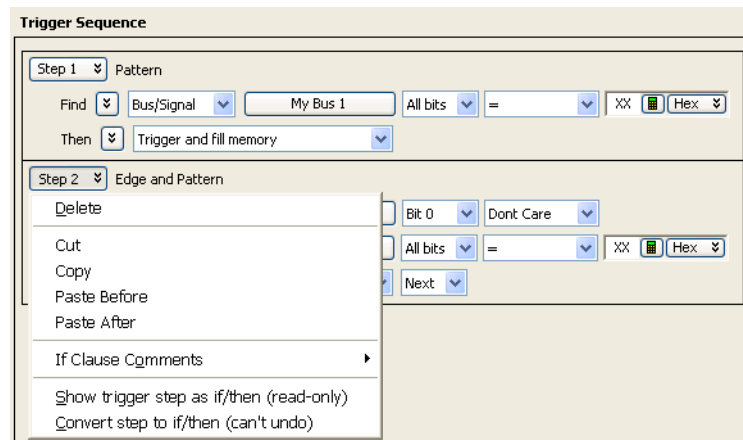 Trigger Sequence
Step 1 Pattern
Find Bus/Signal My Bus 1 All bits = XX Hex
Then Trigger and fill memory
Step 2 Edge and Pattern
Bit 0 Dont Care
All bits = XX Hex
Next
Delete
Cut
Copy
Paste Before
Paste After
If Clause Comments
Show trigger step as if/then (read-only)
Convert step to if/then (can't undo)